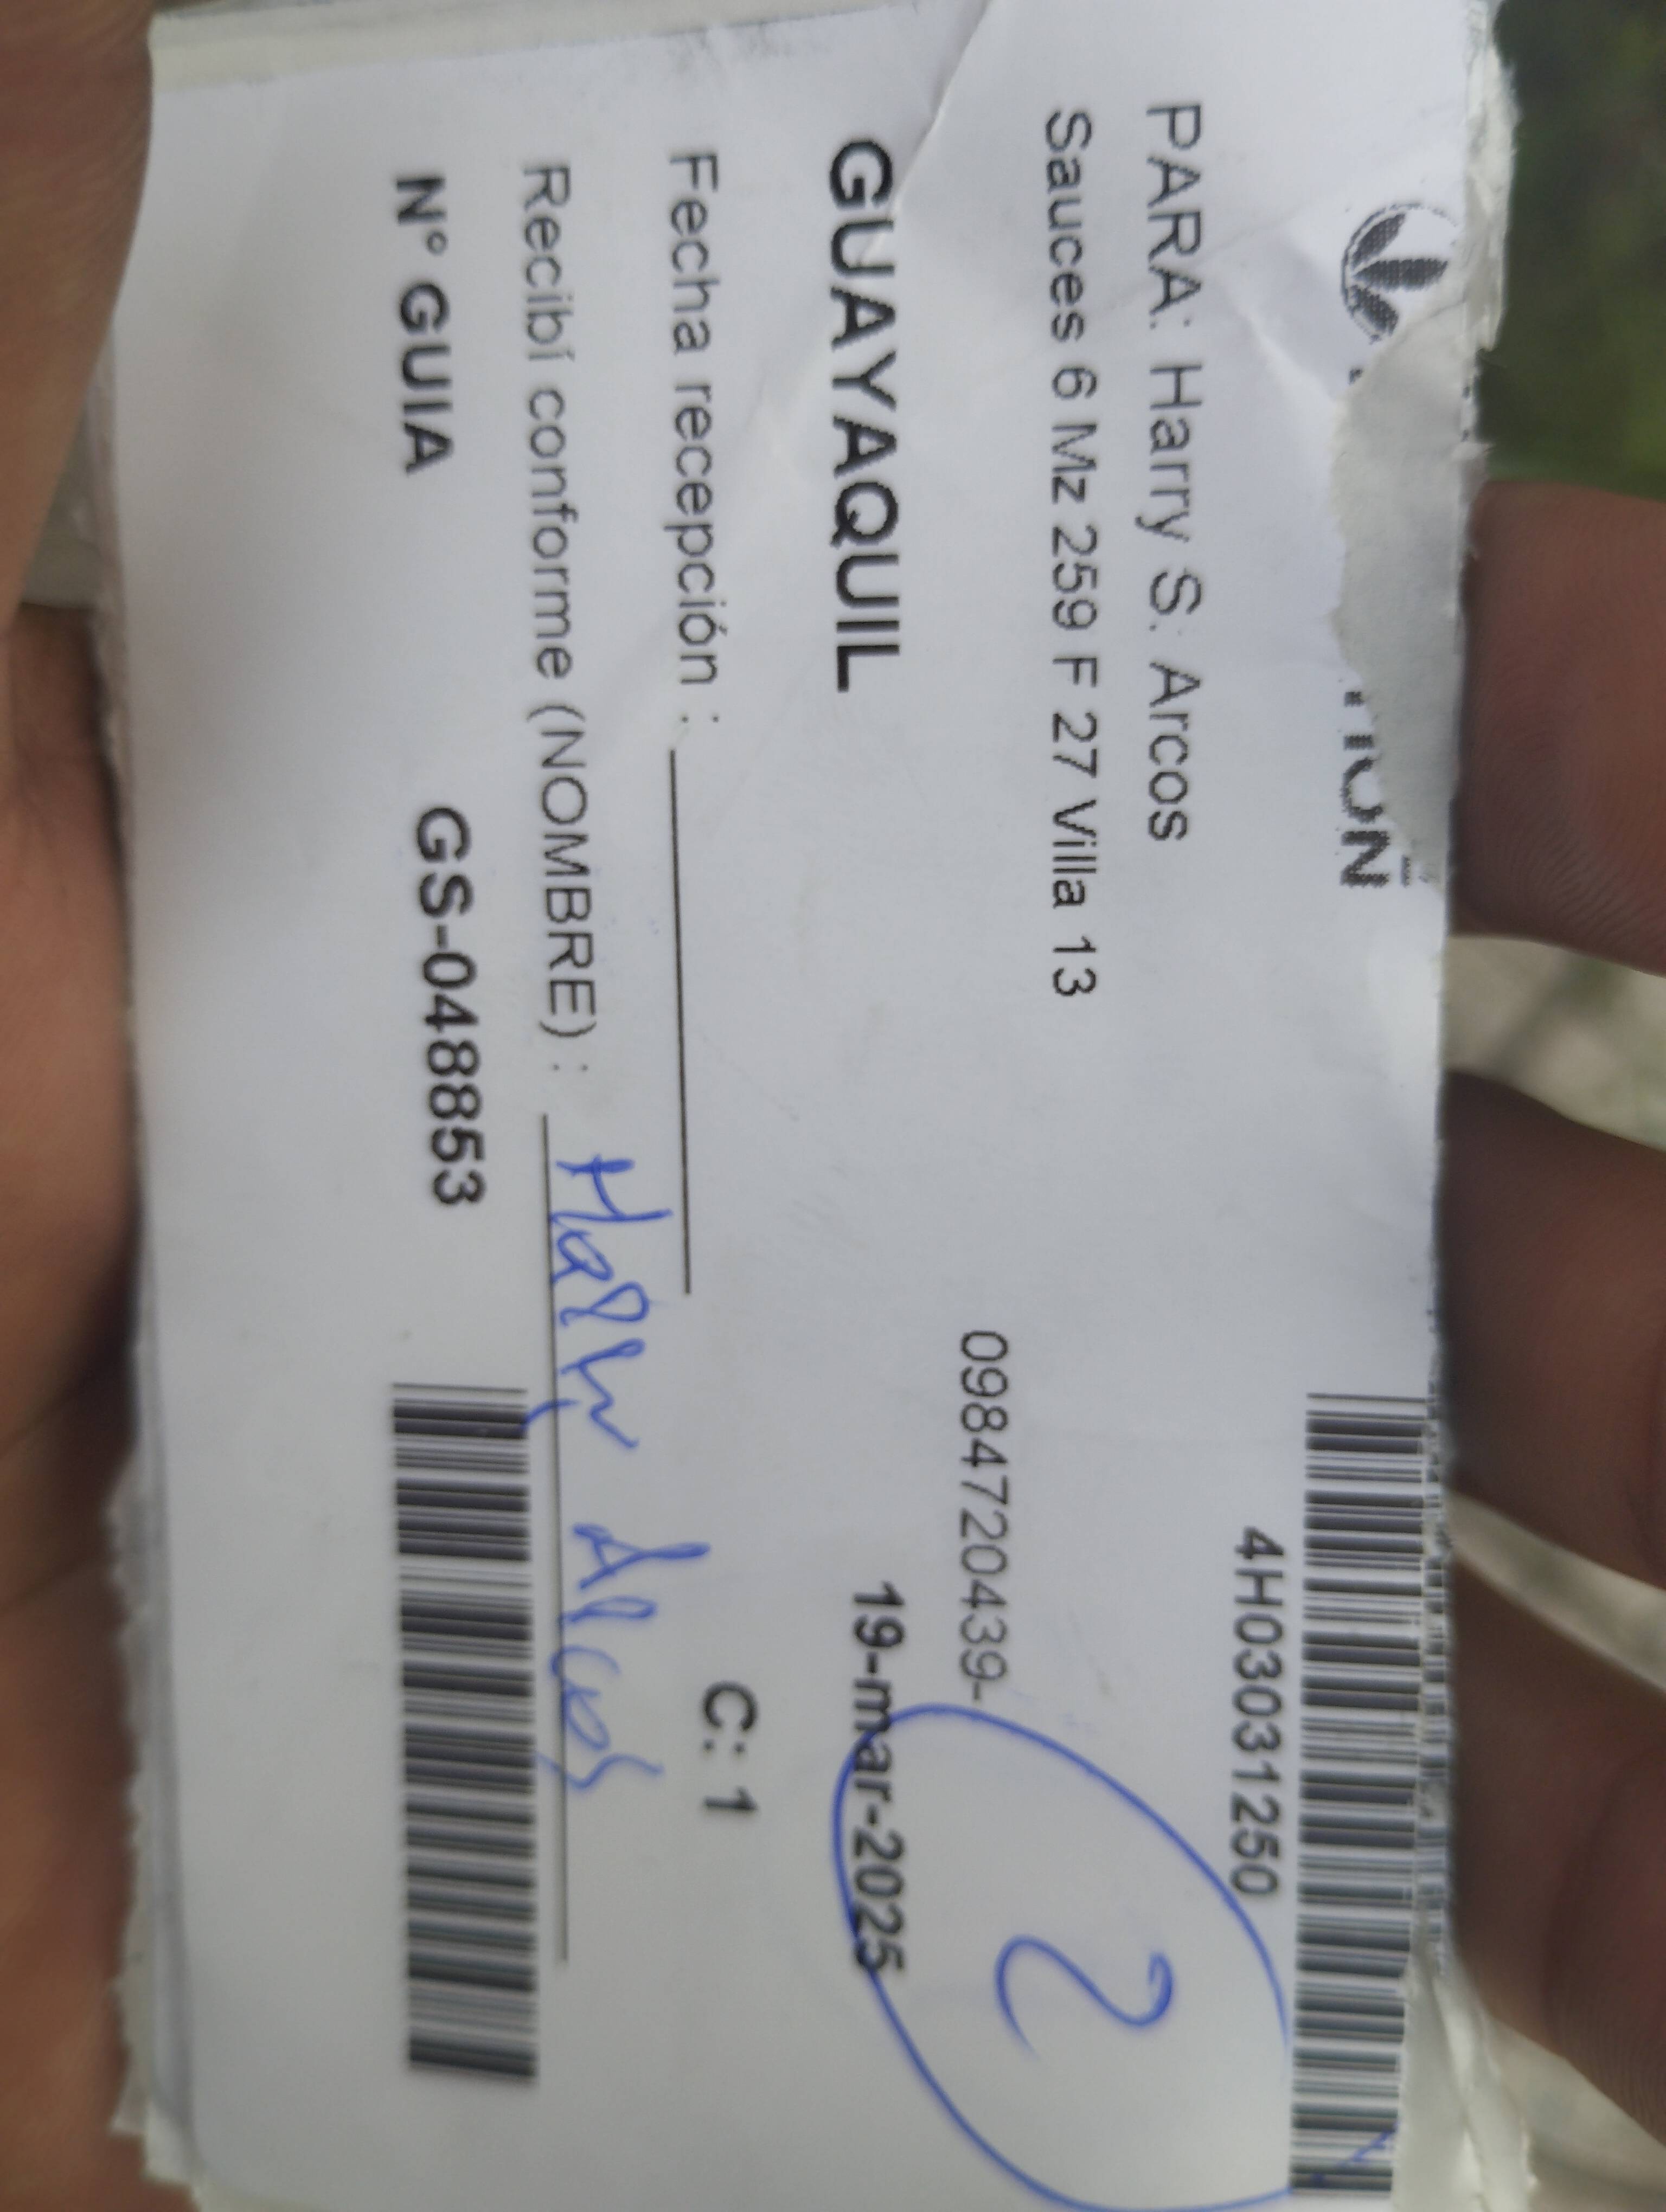 4H03031250
PARA: Harry S. Arcos
Sauces 6 Mz 259 F 27 Villa 13
0984720439-
2
GUAYAQUIL 19-mar-2025
Fecha recepción : C: 1
Recibí conforme (NOMBRE) : Harry Arcos
N° GUIA GS-048853